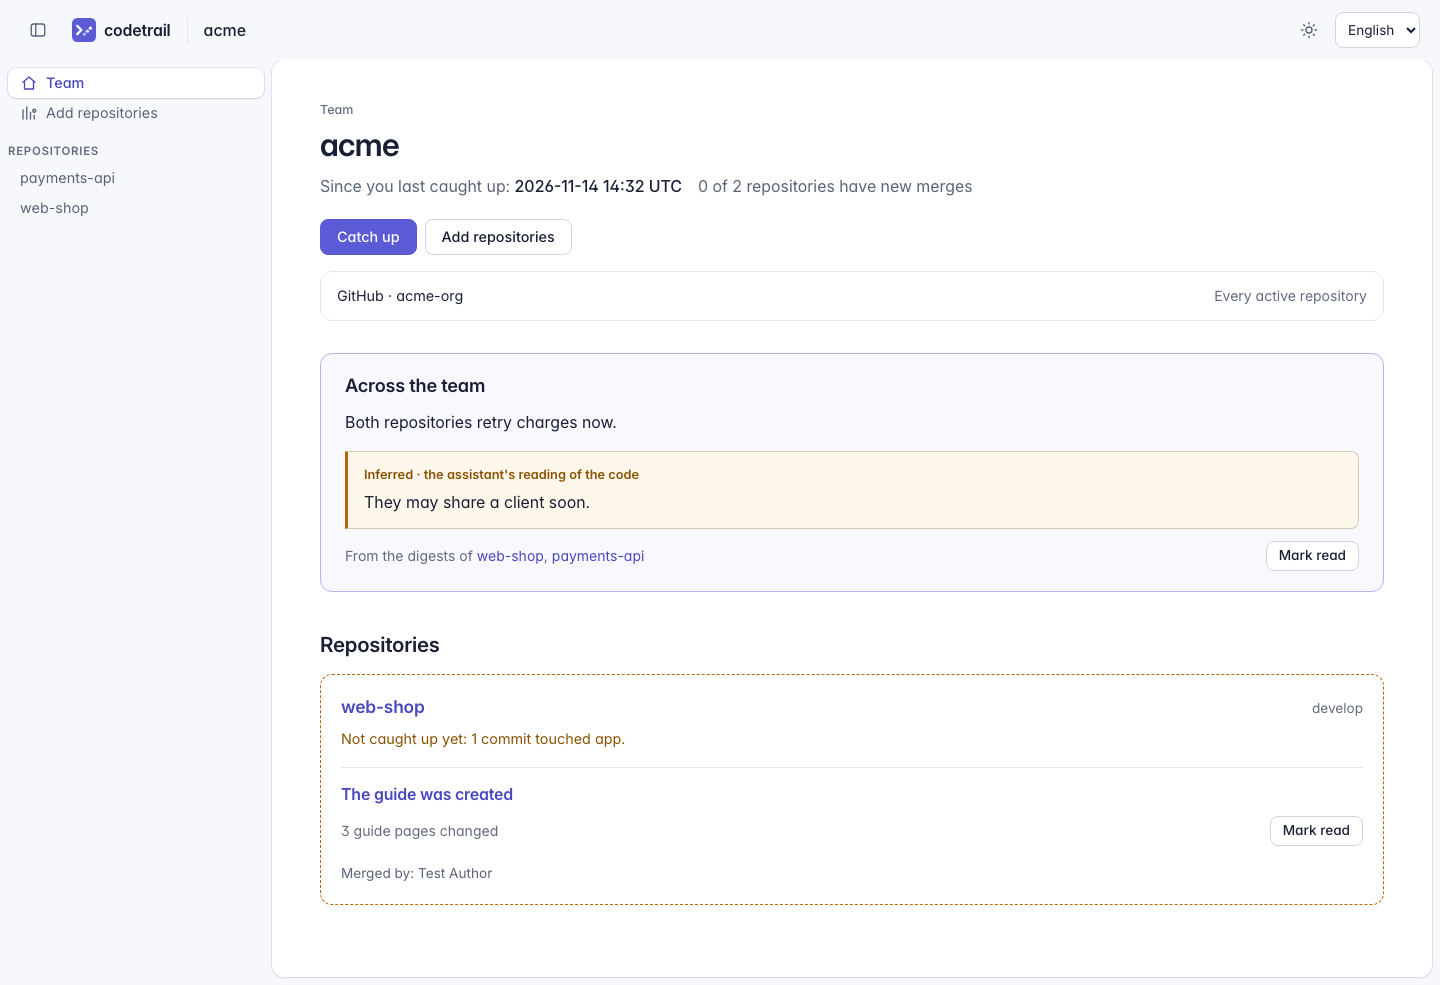 codetrail
acme
English
Team
Add repositories
REPOSITORIES
payments-api
web-shop
Team
acme
Since you last caught up: 2026-11-14 14:32 UTC 0 of 2 repositories have new merges
Catch up
Add repositories
GitHub · acme-org
Every active repository
Across the team
Both repositories retry charges now.
Inferred · the assistant's reading of the code
They may share a client soon.
From the digests of web-shop, payments-api
Mark read
Repositories
web-shop
develop
Not caught up yet: 1 commit touched app.
The guide was created
3 guide pages changed
Mark read
Merged by: Test Author